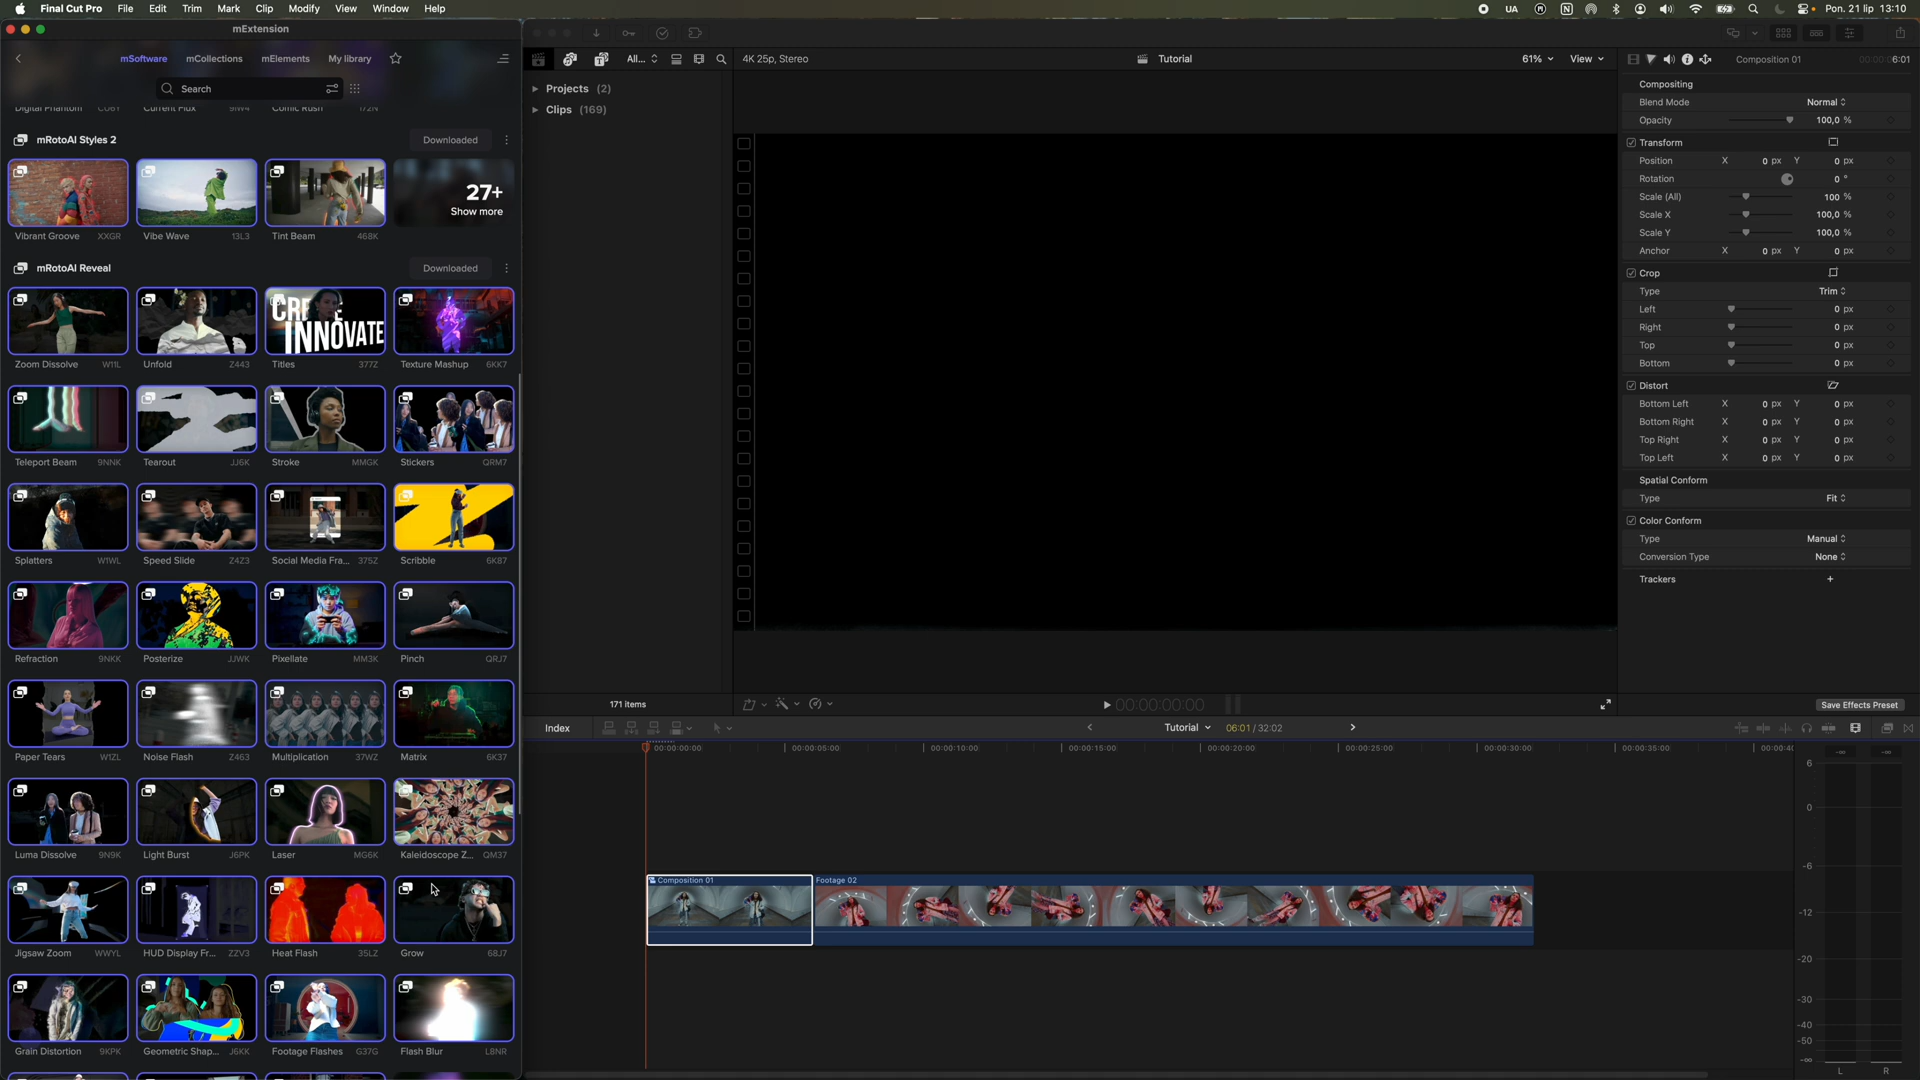 Final Cut Pro File Edit Trim Mark Clip Modify View Window Help
UA Pon. 21 lip 13:10
mExtension
mSoftware mCollections mElements My library
Search
Digital Phantom CO8Y Current Flux 9IW4 Comic Rush I72N
mRotoAI Styles 2 Downloaded
27+
Show more
Vibrant Groove XXGR Vibe Wave 13L3 Tint Beam 468K
mRotoAI Reveal Downloaded
Zoom Dissolve W11L Unfold Z443 Titles 377Z Texture Mashup 6KK7
INNOVATE
Teleport Beam 9NNK Tearout JJ6K Stroke MMGK Stickers QRM7
Splatters W1WL Speed Slide Z4Z3 Social Media Fra... 375Z Scribble 6K87
Refraction 9NKK Posterize JJWK Pixellate MM3K Pinch QRJ7
Paper Tears W1ZL Noise Flash Z463 Multiplication 37WZ Matrix 6K37
Luma Dissolve 9N9K Light Burst J6PK Laser MG6K Kaleidoscope Z... QM37
Jigsaw Zoom WWYL HUD Display Fr... ZZV3 Heat Flash 35LZ Grow 68J7
Grain Distortion 9KPK Geometric Shap... J6KK Footage Flashes G37G Flash Blur L8NR
All... 4K 25p, Stereo Tutorial 61% View
Projects (2)
Clips (169)
171 items
00:00:00:00
Composition 01 00:00:06:01
Compositing
Blend Mode Normal
Opacity 100,0 %
Transform
Position X 0 px Y 0 px
Rotation 0 °
Scale (All) 100 %
Scale X 100,0 %
Scale Y 100,0 %
Anchor X 0 px Y 0 px
Crop
Type Trim
Left 0 px
Right 0 px
Top 0 px
Bottom 0 px
Distort
Bottom Left X 0 px Y 0 px
Bottom Right X 0 px Y 0 px
Top Right X 0 px Y 0 px
Top Left X 0 px Y 0 px
Spatial Conform
Type Fit
Color Conform
Type Manual
Conversion Type None
Trackers +
Save Effects Preset
Index Tutorial 06:01 / 32:02
00:00:00:00 00:00:05:00 00:00:10:00 00:00:15:00 00:00:20:00 00:00:25:00 00:00:30:00 00:00:35:00 00:00:40
Composition 01 Footage 02
-∞ -∞
6
0
-6
-12
-20
-30
-40
-50
-∞
L R